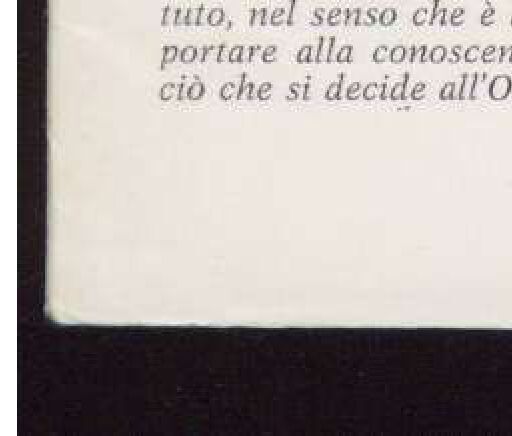 tuto, nel senso che è
portare alla conoscen
ciò che si decide all'O